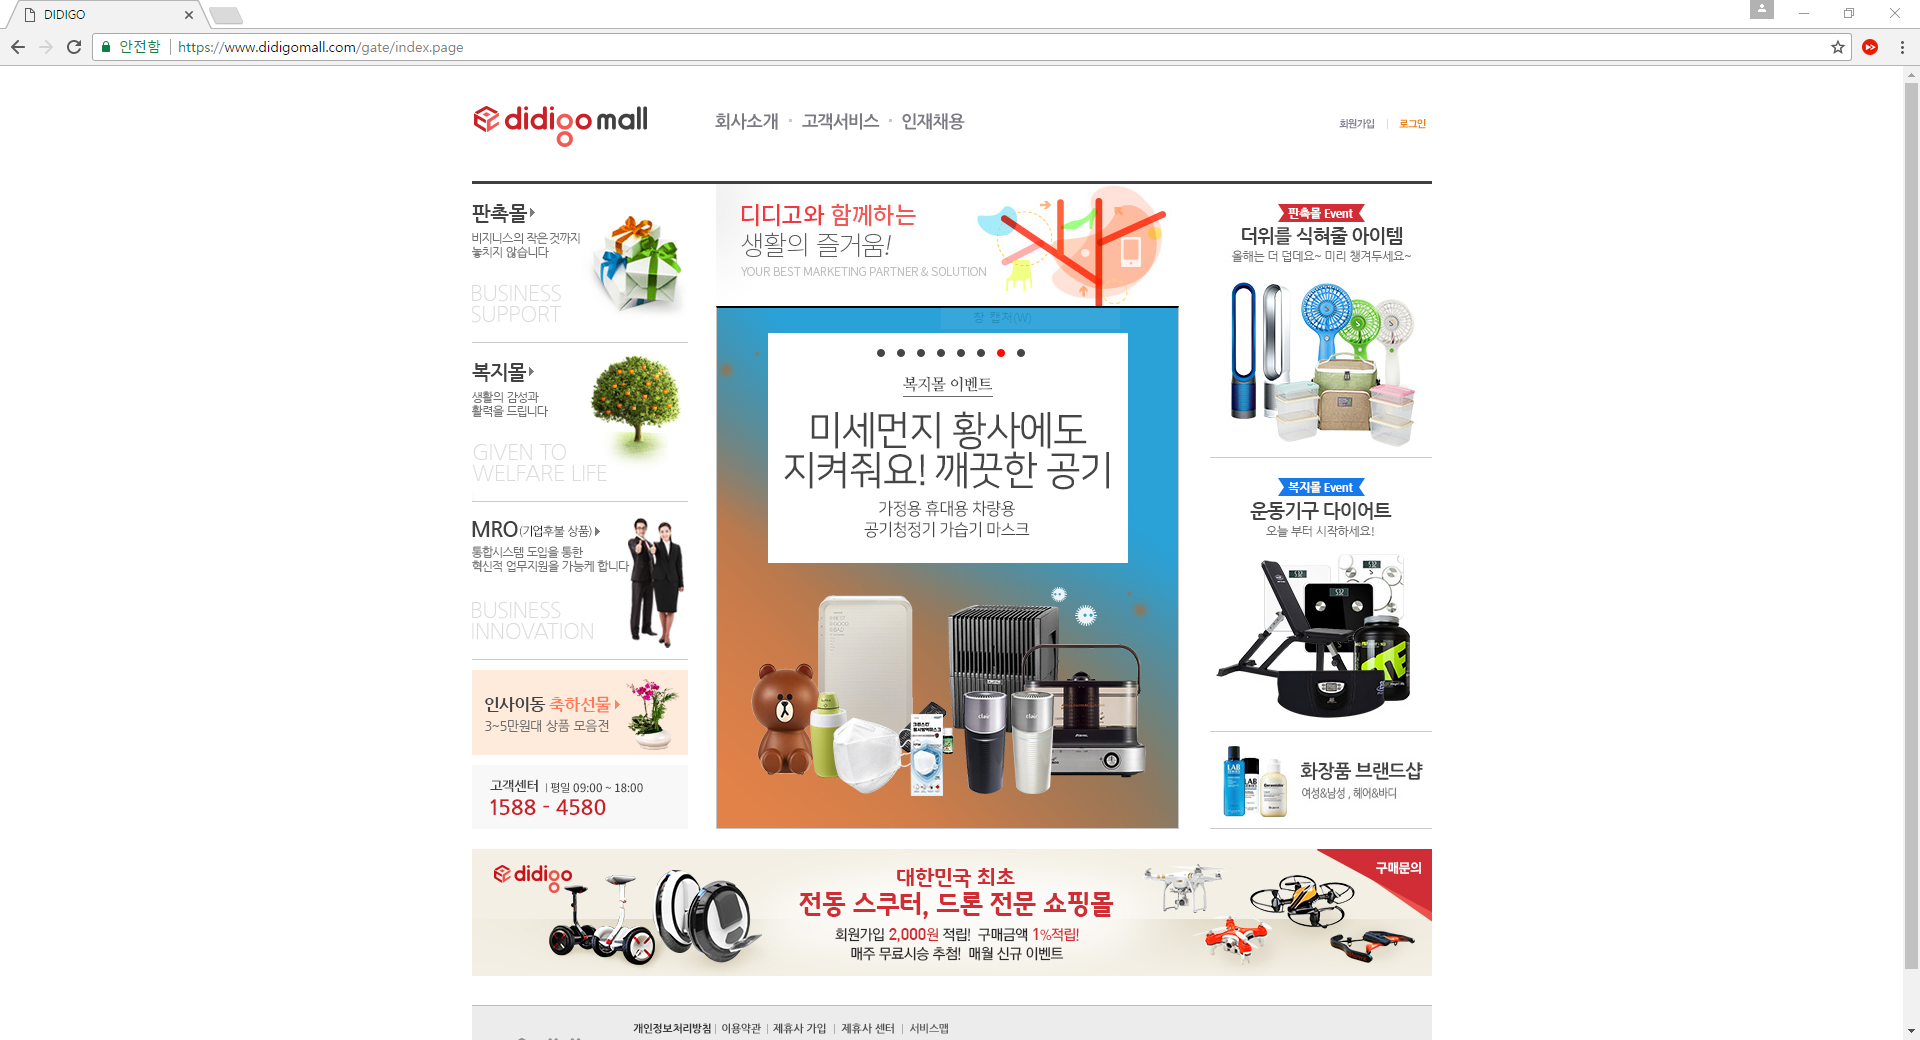 DIDIGO
안전함
https://www.didigomall.com/gate/index.page
didigo mall
회사소개 · 고객서비스 · 인재채용
회원가입 | 로그인
판촉몰
비지니스의 작은것까지
놓치지 않습니다
BUSINESS
SUPPORT
복지몰
생활의 감성과
활력을 드립니다
GIVEN TO
WELFARE LIFE
MRO(기업후불 상품)
통합시스템 도입을 통한
혁신적 업무지원을 가능케 합니다
BUSINESS
INNOVATION
인사이동 축하선물
3~5만원대 상품 모음전
고객센터 | 평일 09:00 ~ 18:00
1588 - 4580
디디고와 함께하는
생활의 즐거움!
YOUR BEST MARKETING PARTNER & SOLUTION
창 캡처(W)
복지몰 이벤트
미세먼지 황사에도
지켜줘요! 깨끗한 공기
가정용 휴대용 차량용
공기청정기 가습기 마스크
clair
clair
판촉몰 Event
더위를 식혀줄 아이템
올해는 더 덥데요~ 미리 챙겨두세요~
복지몰 Event
운동기구 다이어트
오늘 부터 시작하세요!
LAB
LAB
화장품 브랜드샵
여성&남성 , 헤어&바디
didigo
대한민국 최초
전동 스쿠터, 드론 전문 쇼핑몰
회원가입 2,000원 적립! 구매금액 1%적립!
매주 무료시승 추첨! 매월 신규 이벤트
구매문의
개인정보처리방침 | 이용약관 | 제휴사 가입 | 제휴사 센터 | 서비스맵